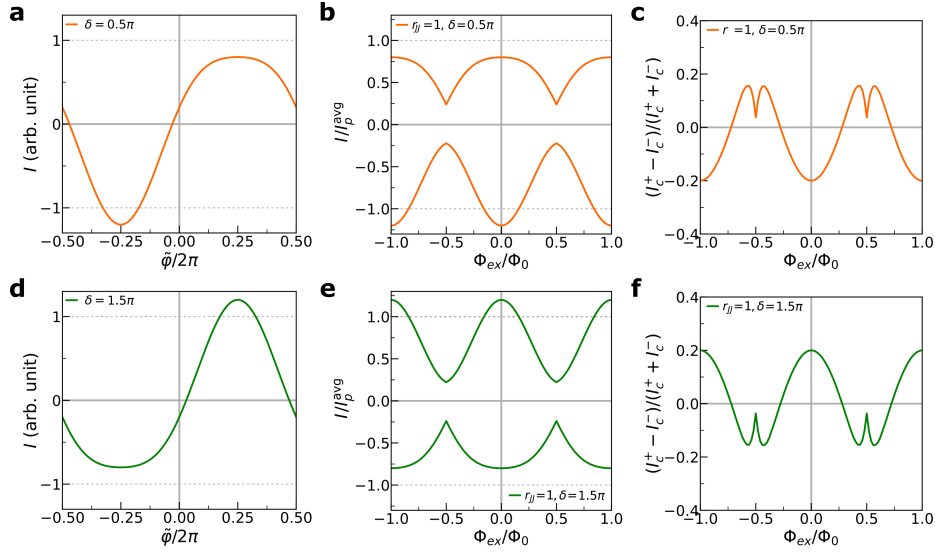 a
δ = 0.5π
I (arb. unit)
1
0
−1
−0.50 −0.25 0.00 0.25 0.50
φ̃/2π
b
r_JJ=1, δ=0.5π
I/I_p^avg
1.0
0.5
0.0
−0.5
−1.0
−1.0 −0.5 0.0 0.5 1.0
Φ_ex/Φ_0
c
r =1, δ=0.5π
(I_c^+ − I_c^−)/(I_c^+ + I_c^−)
0.4
0.2
0.0
−0.2
−0.4
−1.0 −0.5 0.0 0.5 1.0
Φ_ex/Φ_0
d
δ = 1.5π
I (arb. unit)
1
0
−1
−0.50 −0.25 0.00 0.25 0.50
φ̃/2π
e
r_JJ=1, δ=1.5π
I/I_p^avg
1.0
0.5
0.0
−0.5
−1.0
−1.0 −0.5 0.0 0.5 1.0
Φ_ex/Φ_0
f
r_JJ=1, δ=1.5π
(I_c^+ − I_c^−)/(I_c^+ + I_c^−)
0.4
0.2
0.0
−0.2
−0.4
−1.0 −0.5 0.0 0.5 1.0
Φ_ex/Φ_0